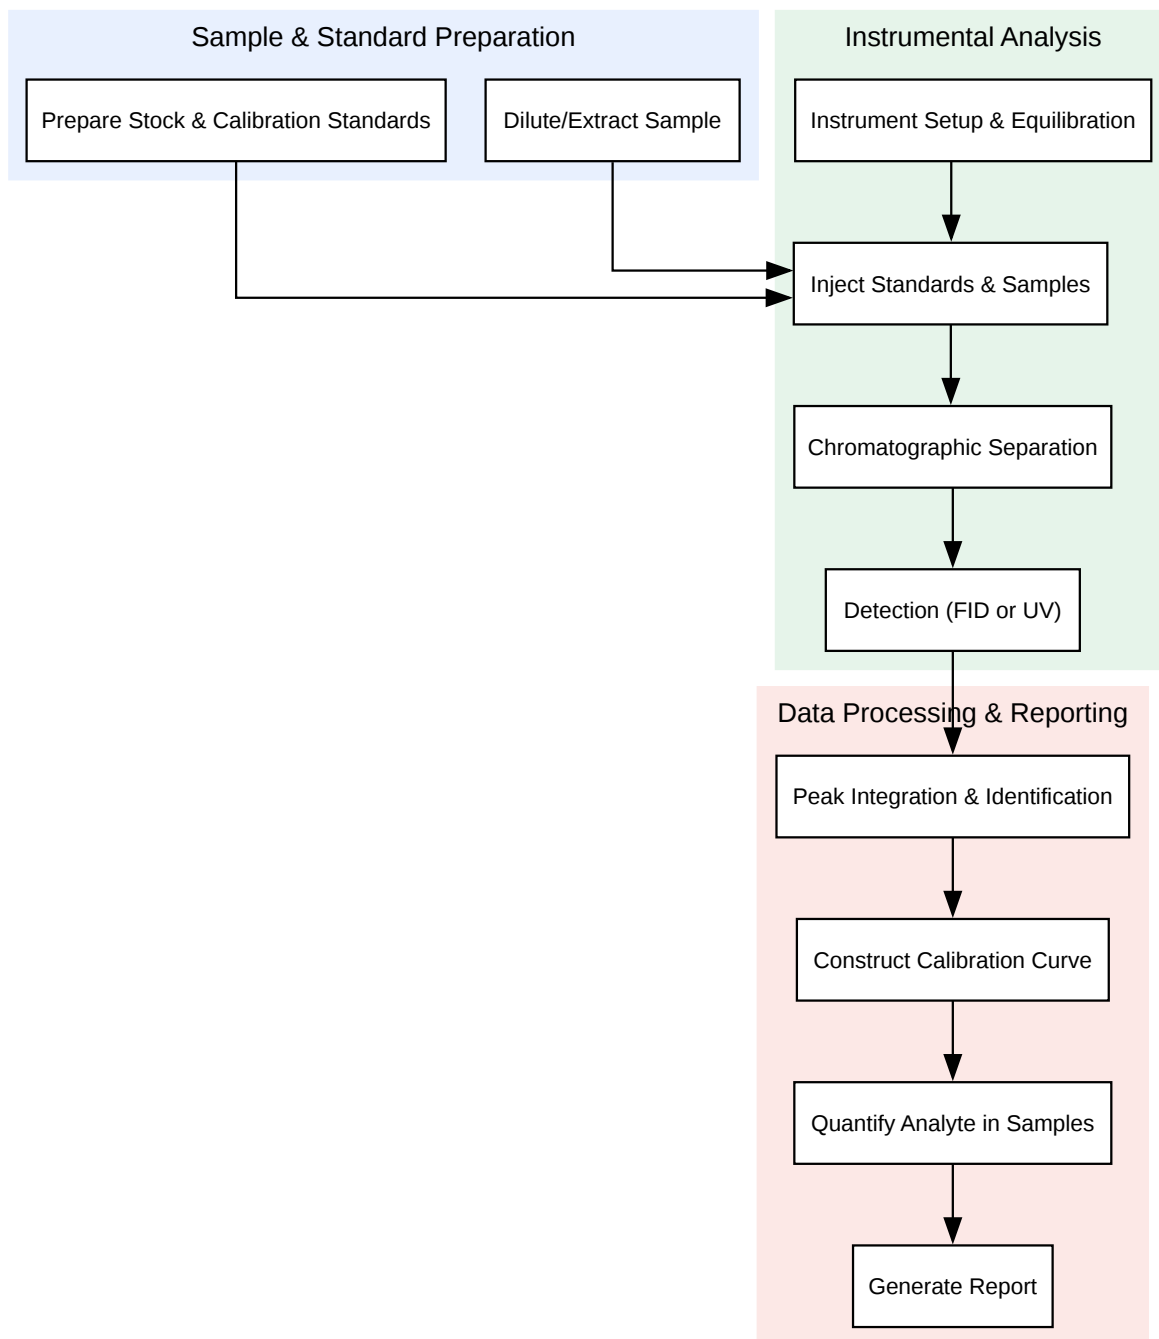 Sample & Standard Preparation
Prepare Stock & Calibration Standards
Dilute/Extract Sample
Instrumental Analysis
Instrument Setup & Equilibration
Inject Standards & Samples
Chromatographic Separation
Detection (FID or UV)
Data Processing & Reporting
Peak Integration & Identification
Construct Calibration Curve
Quantify Analyte in Samples
Generate Report